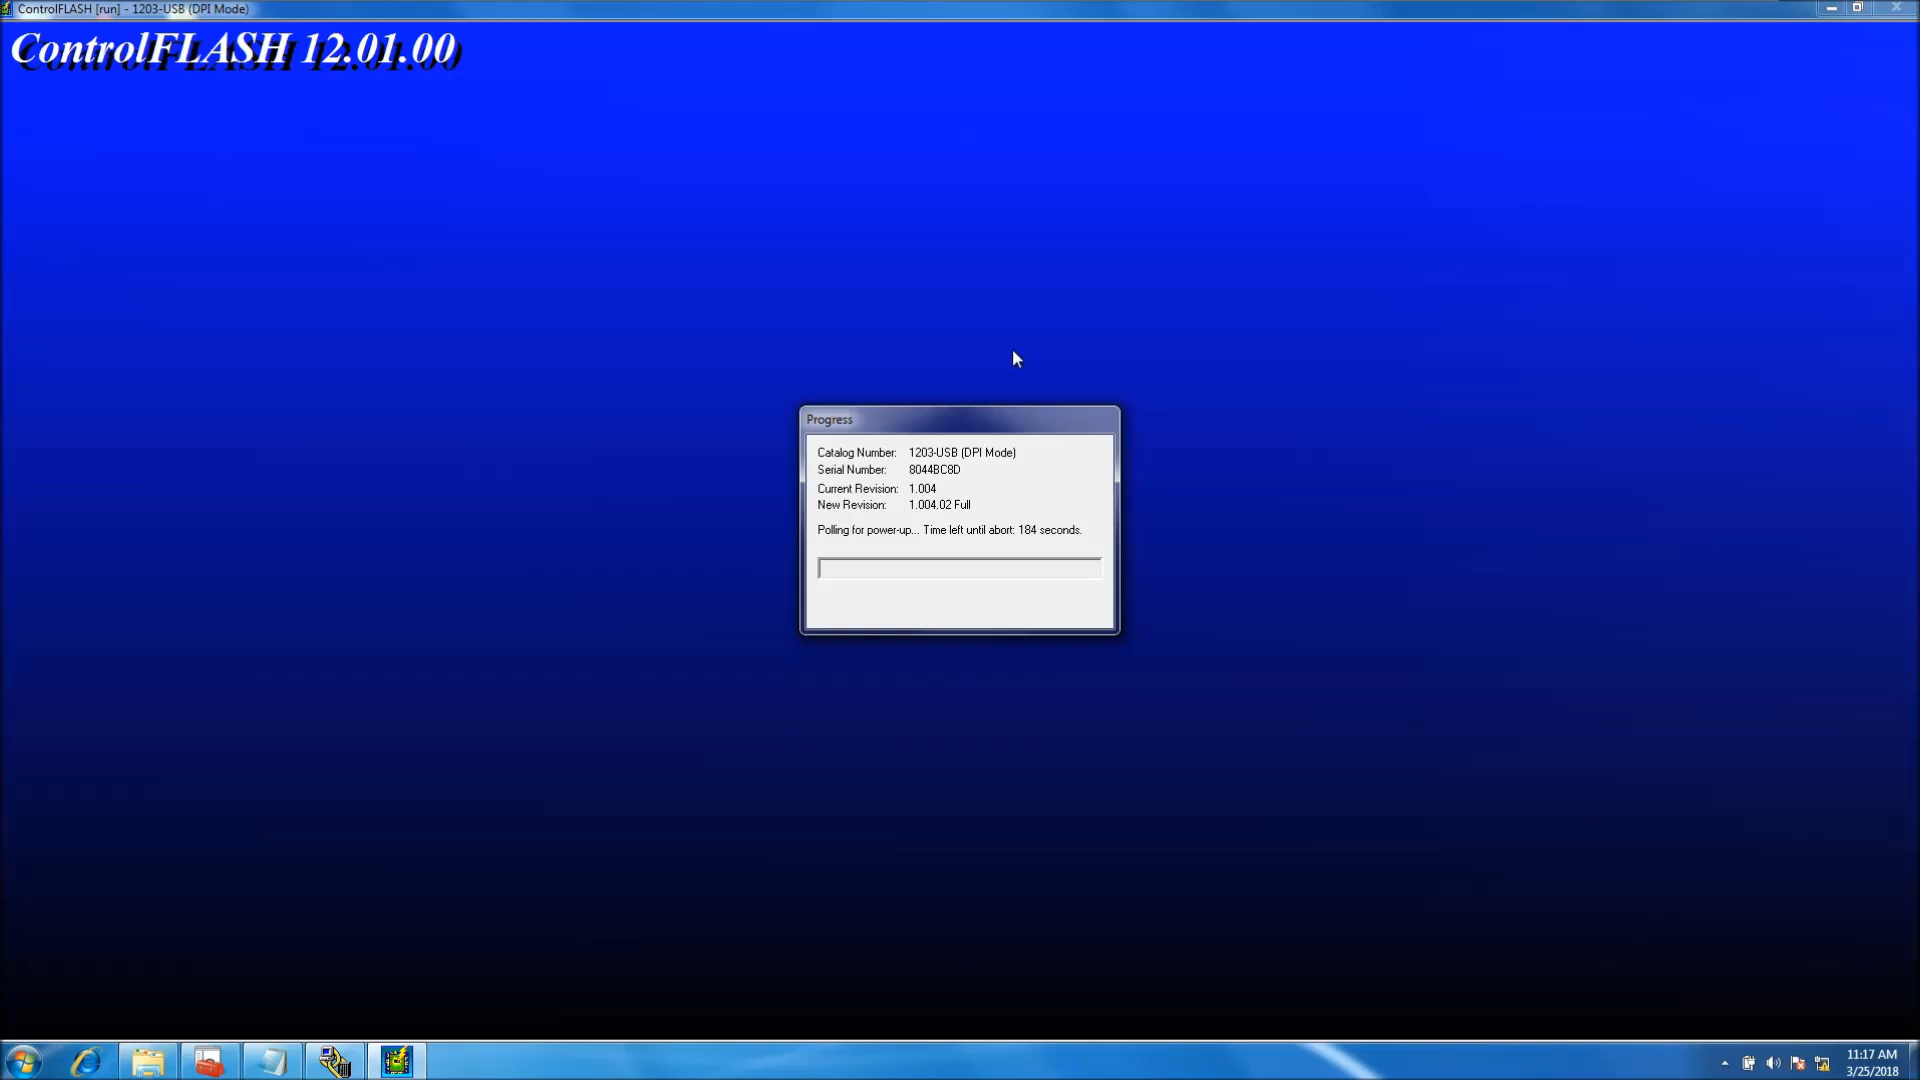 ControlFLASH [run] - 1203-USB (DPI Mode)
ControlFLASH 12.01.00
Progress
Catalog Number: 1203-USB (DPI Mode)
Serial Number: 8044BC8D
Current Revision: 1.004
New Revision: 1.004.02 Full
Polling for power-up... Time left until abort: 184 seconds.
11:17 AM
3/25/2018